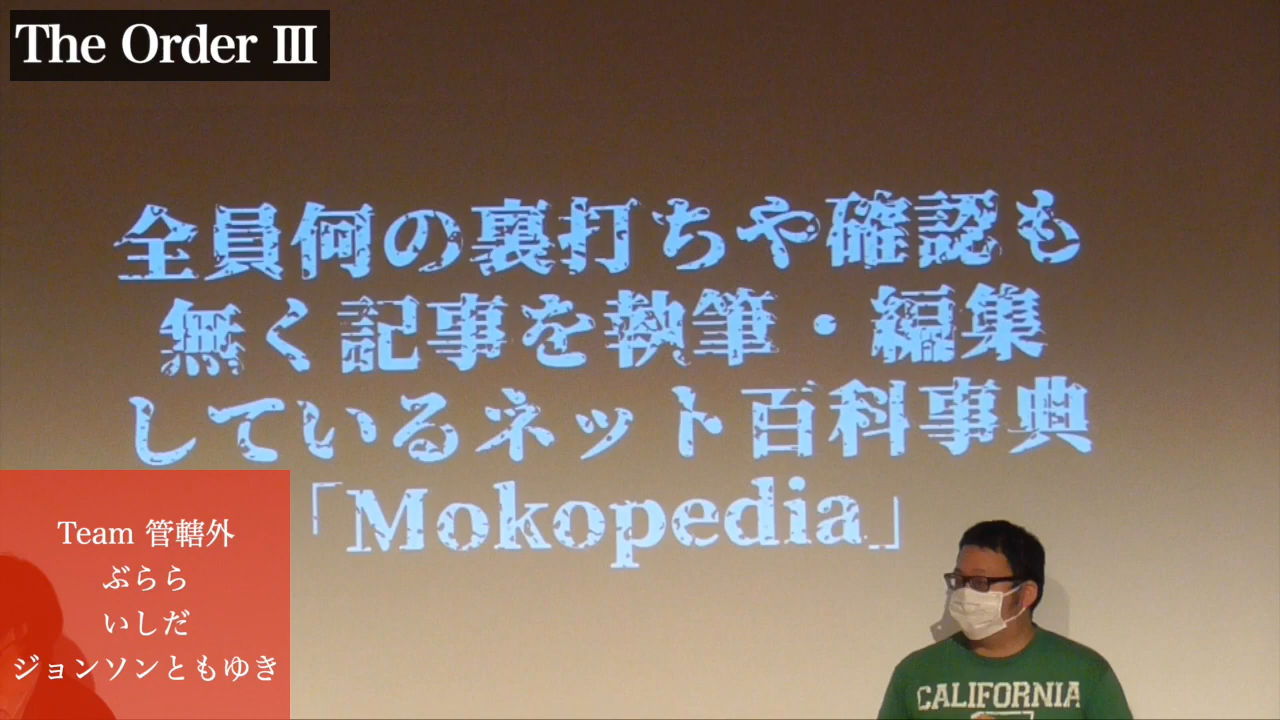 The Order Ⅲ
全員何の裏打ちや確認も
無く記事を執筆・編集
しているネット百科事典
「Mokopedia」
Team 管轄外
ぶらら
いしだ
ジョンソンともゆき
CALIFORNIA